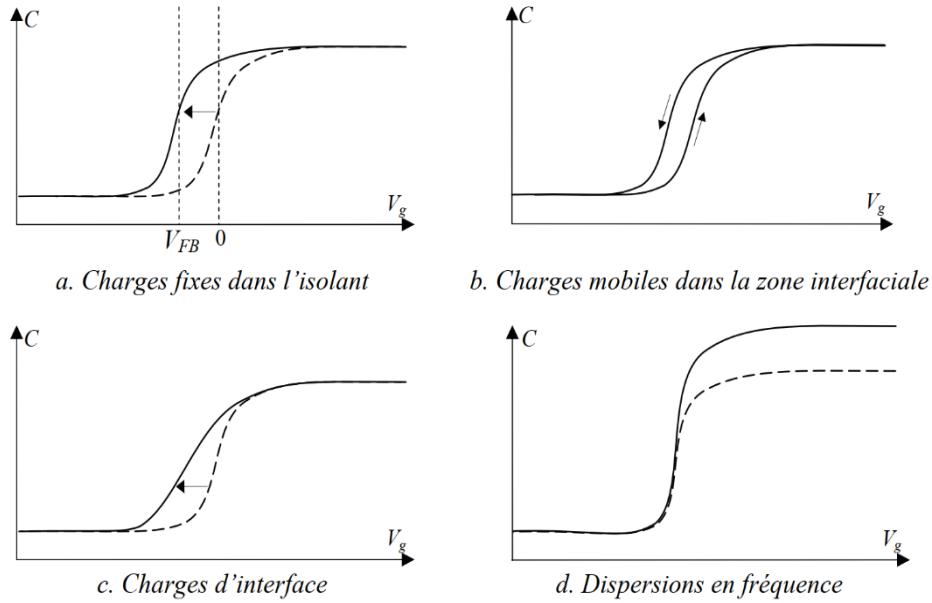 C
V_g
V_FB 0
a. Charges fixes dans l'isolant
C
V_g
b. Charges mobiles dans la zone interfaciale
C
V_g
c. Charges d'interface
C
V_g
d. Dispersions en fréquence